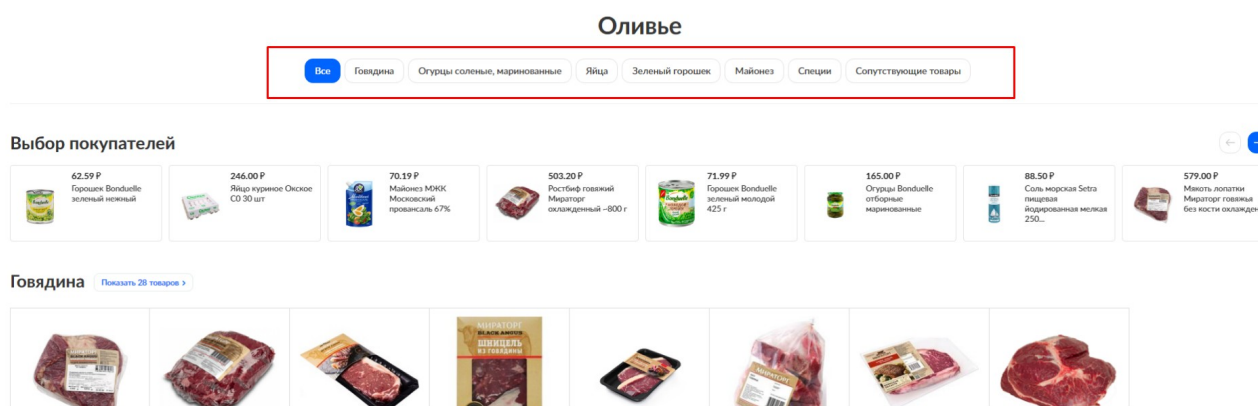 Оливье
Все
Говядина
Огурцы соленые, маринованные
Яйца
Зеленый горошек
Майонез
Специи
Сопутствующие товары
Выбор покупателей
62.59 ₽
Горошек Bonduelle
зеленый нежный
246.00 ₽
Яйцо куриное Окское
С0 30 шт
70.19 ₽
Майонез МЖК
Московский
провансаль 67%
503.20 ₽
Ростбиф говяжий
Мираторг
охлажденный ~800 г
71.99 ₽
Горошек Bonduelle
зеленый молодой
425 г
165.00 ₽
Огурцы Bonduelle
отборные
маринованные
88.50 ₽
Соль морская Setra
пищевая
йодированная мелкая
250...
579.00 ₽
Мякоть лопатки
Мираторг говяжья
без кости охлажден
Говядина
Показать 28 товаров >
МИРАТОРГ
BLACK ANGUS
ШНИЦЕЛЬ
ИЗ ГОВЯДИНЫ
МИРАТОРГ